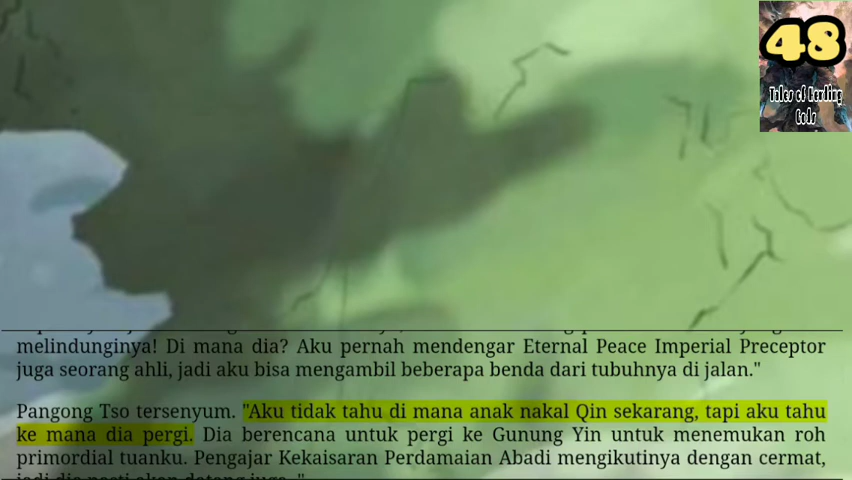 48
Tales of Herding
Gods
melindunginya! Di mana dia? Aku pernah mendengar Eternal Peace Imperial Preceptor
juga seorang ahli, jadi aku bisa mengambil beberapa benda dari tubuhnya di jalan."
Pangong Tso tersenyum. "Aku tidak tahu di mana anak nakal Qin sekarang, tapi aku tahu
ke mana dia pergi. Dia berencana untuk pergi ke Gunung Yin untuk menemukan roh
primordial tuanku. Pengajar Kekaisaran Perdamaian Abadi mengikutinya dengan cermat,